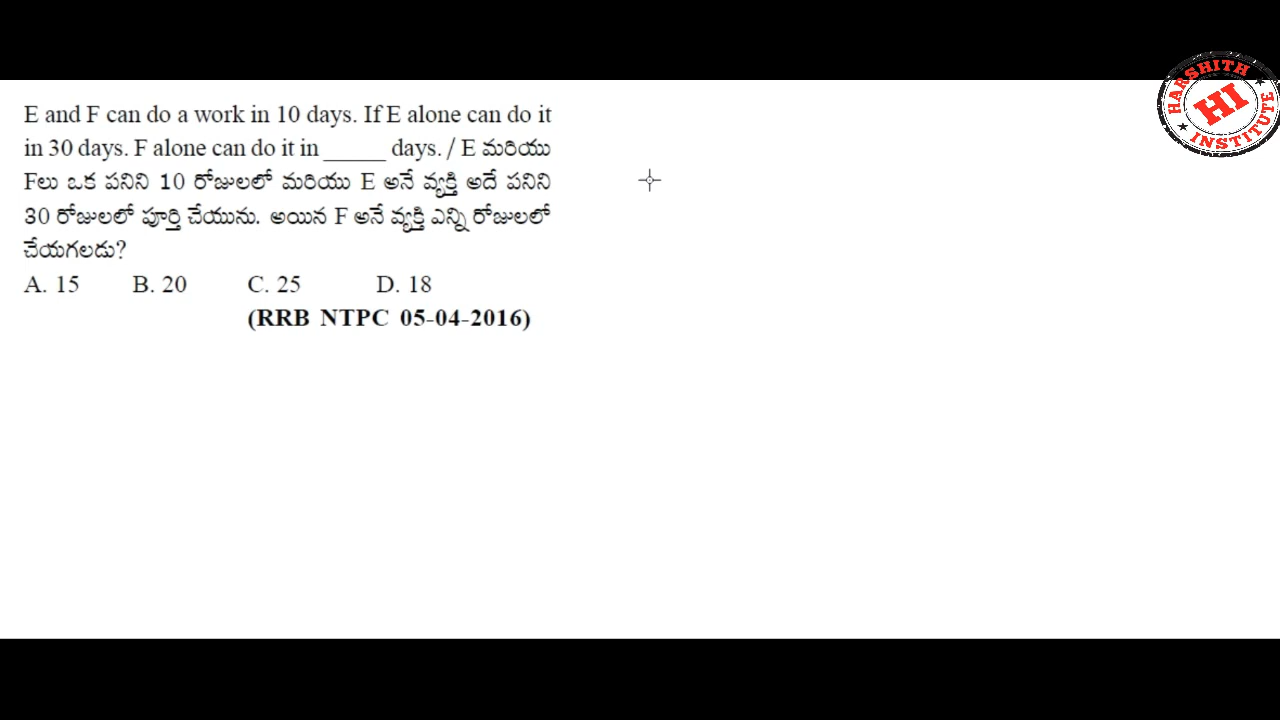 E and F can do a work in 10 days. If E alone can do it
in 30 days. F alone can do it in _____ days. / E మరియు
Fలు ఒక పనిని 10 రోజులలో మరియు E అనే వ్యక్తి అదే పనిని
30 రోజులలో పూర్తి చేయును. అయిన F అనే వ్యక్తి ఎన్ని రోజులలో
చేయగలడు?
A. 15 B. 20 C. 25 D. 18
(RRB NTPC 05-04-2016)
HARSHITH
HI
INSTITUTE